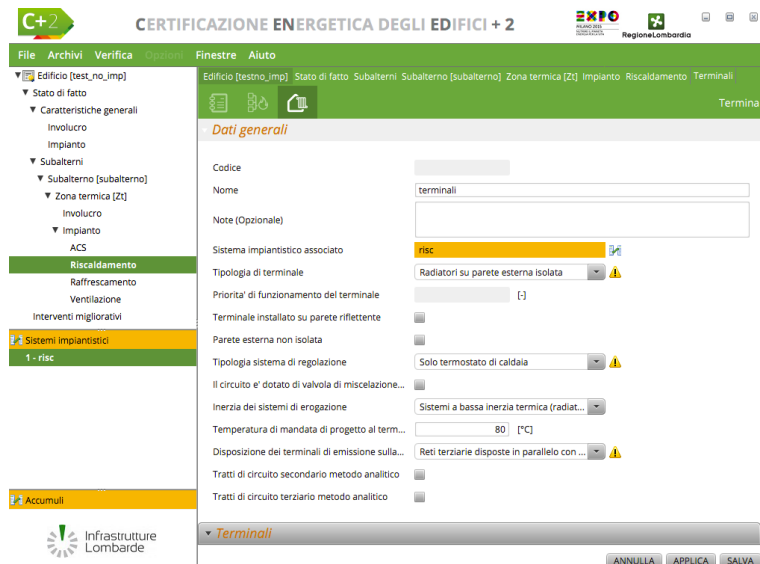 C+2
CERTIFICAZIONE ENERGETICA DEGLI EDIFICI + 2
EXPO
MILANO 2015
RegioneLombardia
File Archivi Verifica Opzioni Finestre Aiuto
Edificio [test_no_imp]
Stato di fatto
Caratteristiche generali
Involucro
Impianto
Subalterni
Subalterno [subalterno]
Zona termica [Zt]
Involucro
Impianto
ACS
Riscaldamento
Raffrescamento
Ventilazione
Interventi migliorativi
Sistemi impiantistici
1 - risc
Accumuli
Infrastrutture
Lombarde
Edificio [testno_imp] Stato di fatto Subalterni Subalterno [subalterno] Zona termica [Zt] Impianto Riscaldamento Terminali
Termina
Dati generali
Codice
Nome terminali
Note (Opzionale)
Sistema impiantistico associato risc
Tipologia di terminale Radiatori su parete esterna isolata
Priorita' di funzionamento del terminale [-]
Terminale installato su parete riflettente
Parete esterna non isolata
Tipologia sistema di regolazione Solo termostato di caldaia
Il circuito e' dotato di valvola di miscelazione...
Inerzia dei sistemi di erogazione Sistemi a bassa inerzia termica (radiat...
Temperatura di mandata di progetto al term... 80 [°C]
Disposizione dei terminali di emissione sulla... Reti terziarie disposte in parallelo con ...
Tratti di circuito secondario metodo analitico
Tratti di circuito terziario metodo analitico
Terminali
ANNULLA APPLICA SALVA